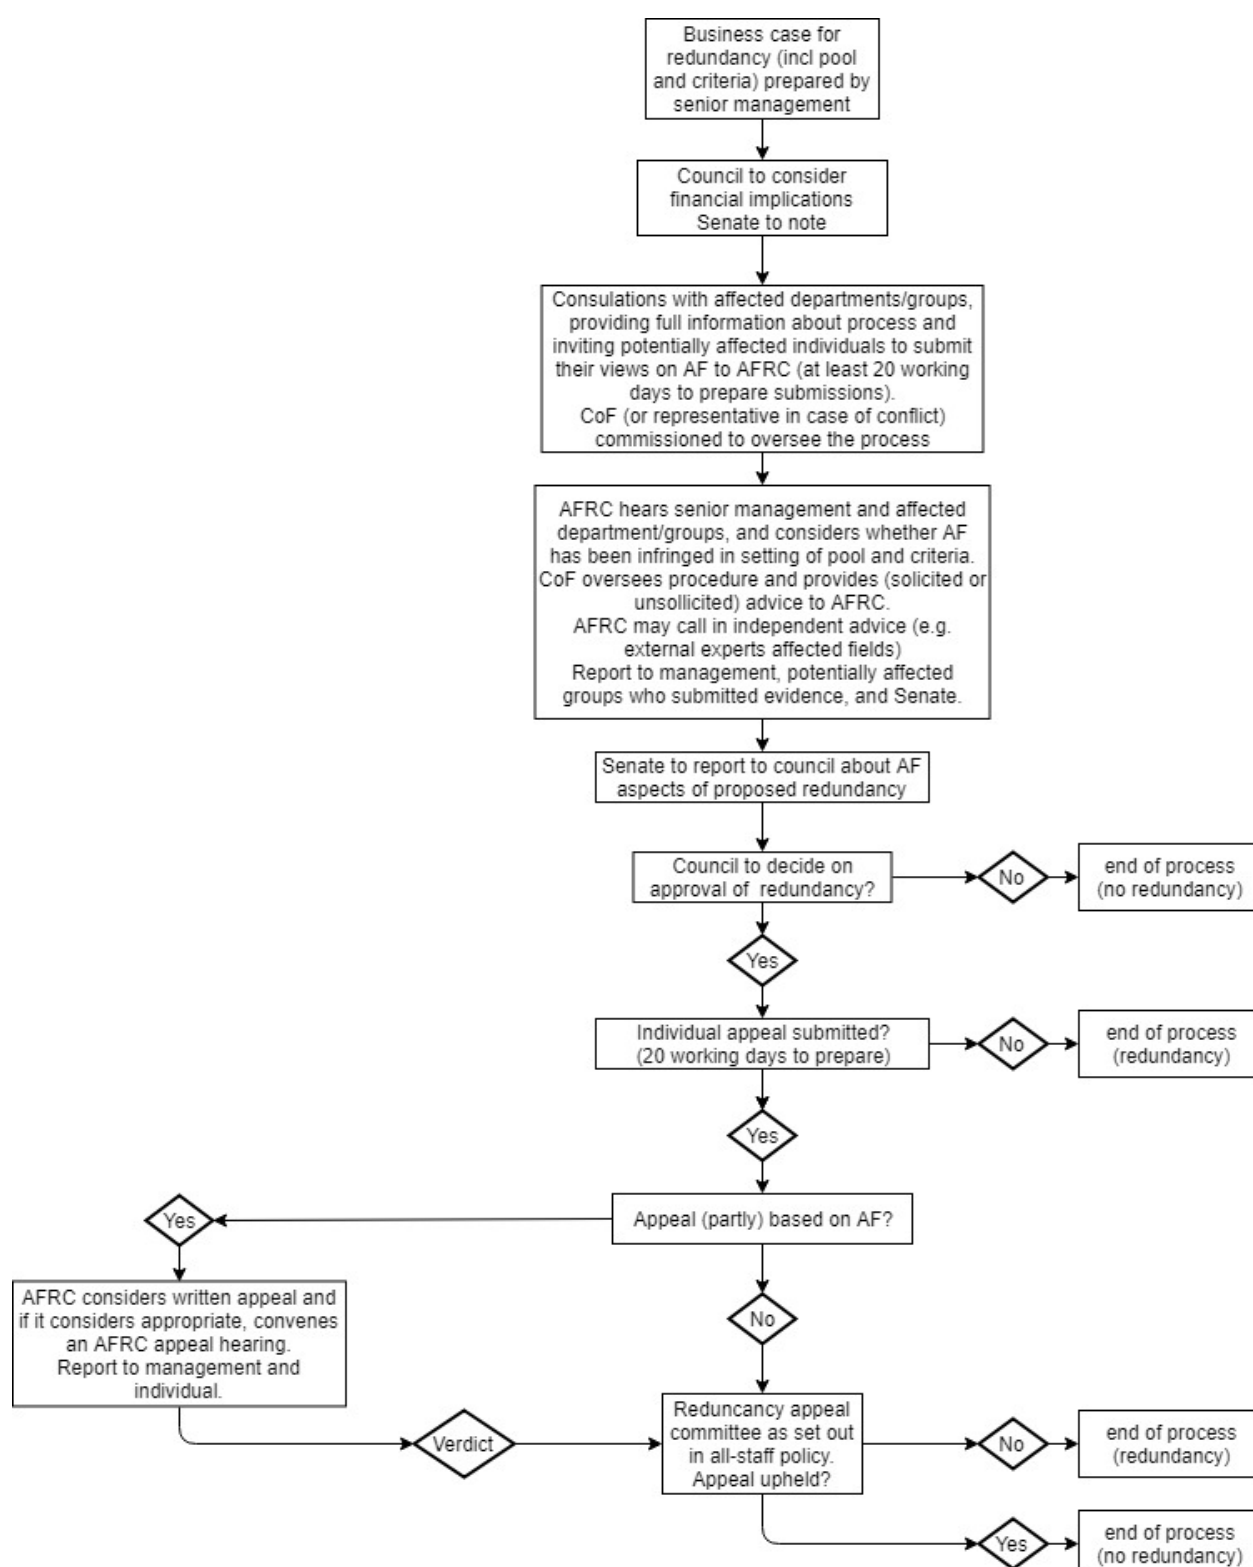 Business case for
redundancy (incl pool
and criteria) prepared by
senior management
Council to consider
financial implications
Senate to note
Consulations with affected departments/groups,
providing full information about process and
inviting potentially affected individuals to submit
their views on AF to AFRC (at least 20 working
days to prepare submissions).
CoF (or representative in case of conflict)
commissioned to oversee the process
AFRC hears senior management and affected
department/groups, and considers whether AF
has been infringed in setting of pool and criteria.
CoF oversees procedure and provides (solicited or
unsollicited) advice to AFRC.
AFRC may call in independent advice (e.g.
external experts affected fields)
Report to management, potentially affected
groups who submitted evidence, and Senate.
Senate to report to council about AF
aspects of proposed redundancy
Council to decide on
approval of redundancy?
No
end of process
(no redundancy)
Yes
Individual appeal submitted?
(20 working days to prepare)
No
end of process
(redundancy)
Yes
Appeal (partly) based on AF?
Yes
AFRC considers written appeal and
if it considers appropriate, convenes
an AFRC appeal hearing.
Report to management and
individual.
No
Verdict
Reduncancy appeal
committee as set out
in all-staff policy.
Appeal upheld?
No
end of process
(redundancy)
Yes
end of process
(no redundancy)